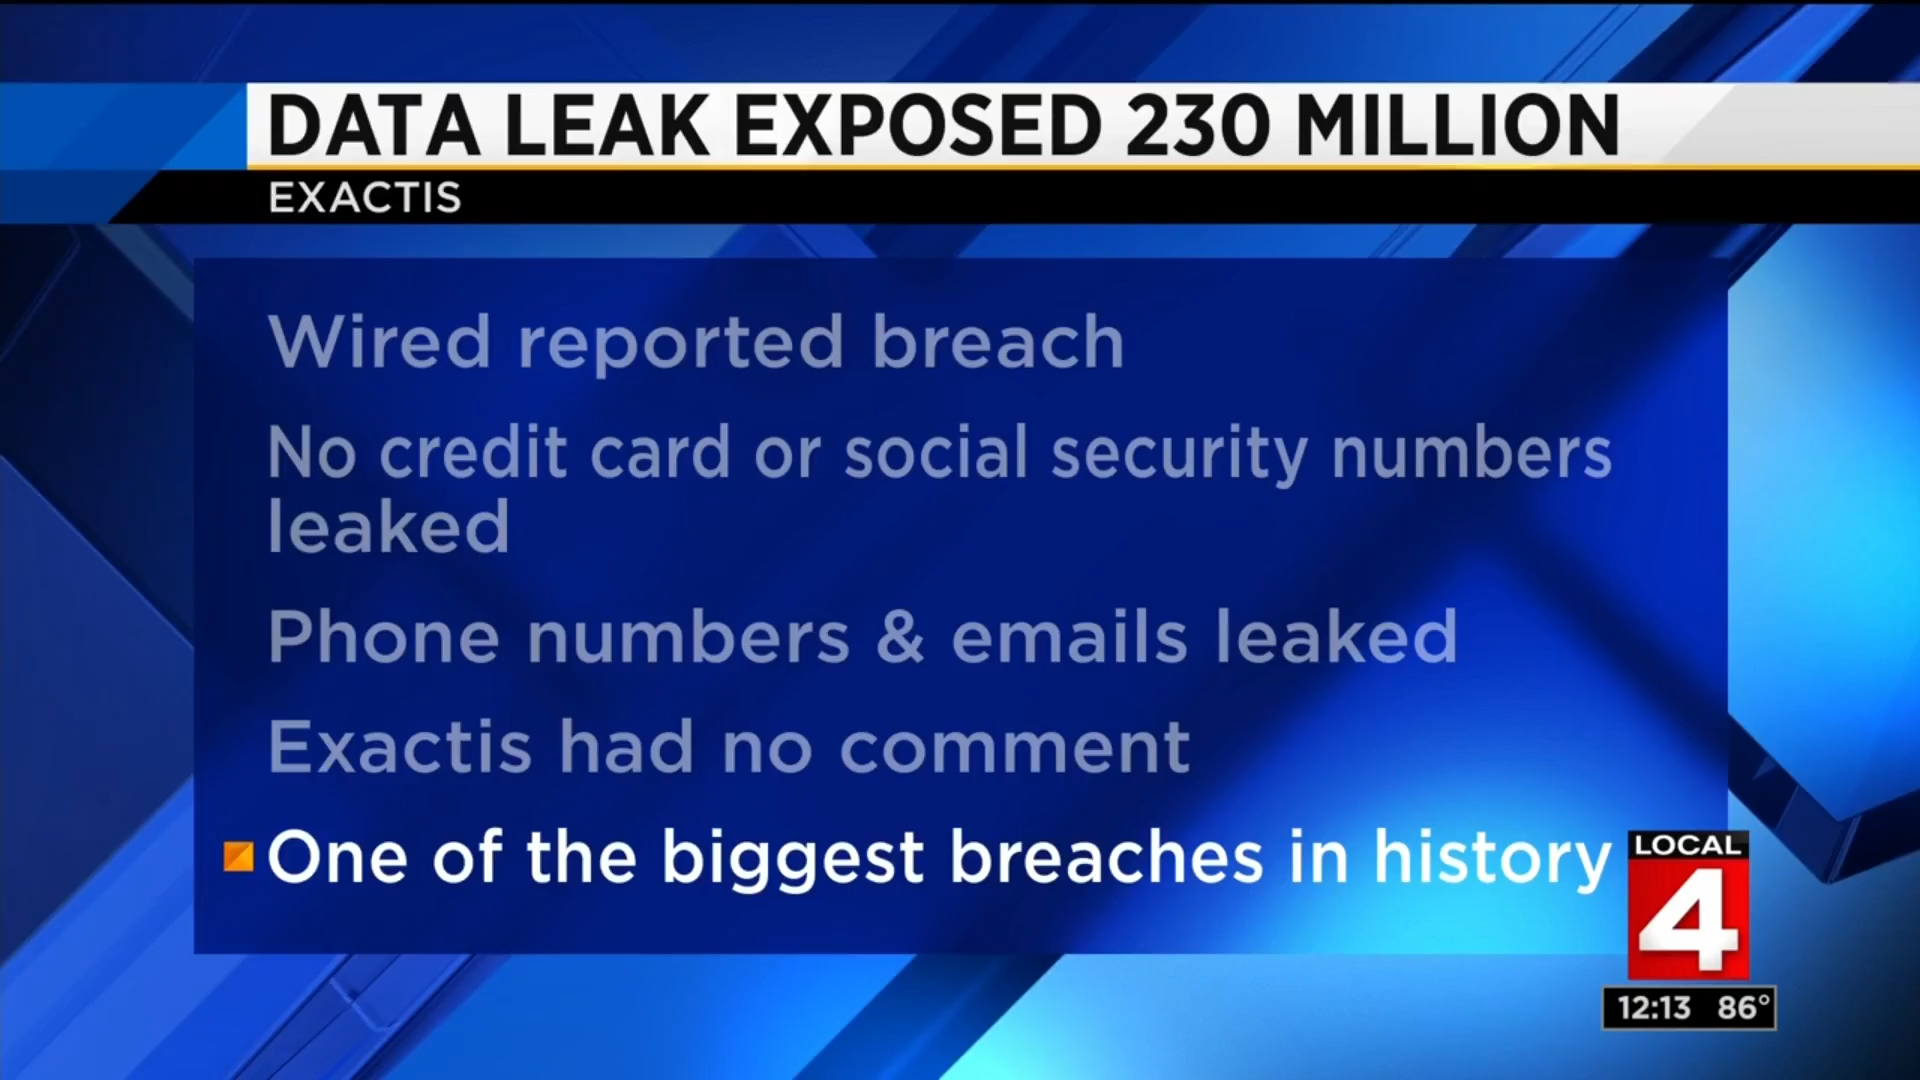 DATA LEAK EXPOSED 230 MILLION
EXACTIS
Wired reported breach
No credit card or social security numbers
leaked
Phone numbers & emails leaked
Exactis had no comment
One of the biggest breaches in history
LOCAL
4
12:13 86°